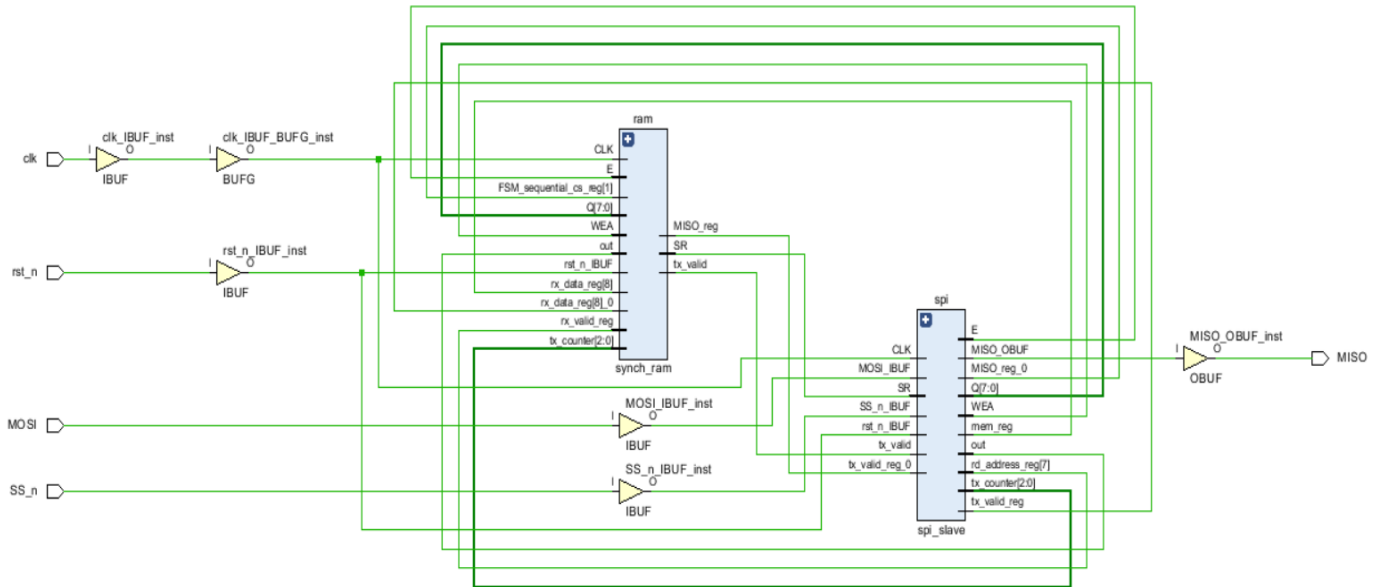 ram
clk_IBUF_inst
clk_IBUF_BUFG_inst
clk
I
O
I
O
CLK
IBUF
BUFG
E
FSM_sequential_cs_reg[1]
Q[7:0]
WEA
MISO_reg
out
SR
rst_n_IBUF_inst
rst_n
I
O
rst_n_IBUF
tx_valid
IBUF
rx_data_reg[8]
rx_data_reg[8]_0
rx_valid_reg
tx_counter[2:0]
synch_ram
spi
E
MISO_OBUF_inst
CLK
MISO_OBUF
I
O
MISO
MOSI_IBUF
MISO_reg_0
OBUF
SR
Q[7:0]
MOSI_IBUF_inst
SS_n_IBUF
WEA
MOSI
I
O
rst_n_IBUF
mem_reg
IBUF
tx_valid
out
tx_valid_reg_0
rd_address_reg[7]
SS_n_IBUF_inst
tx_counter[2:0]
SS_n
I
O
tx_valid_reg
IBUF
spi_slave